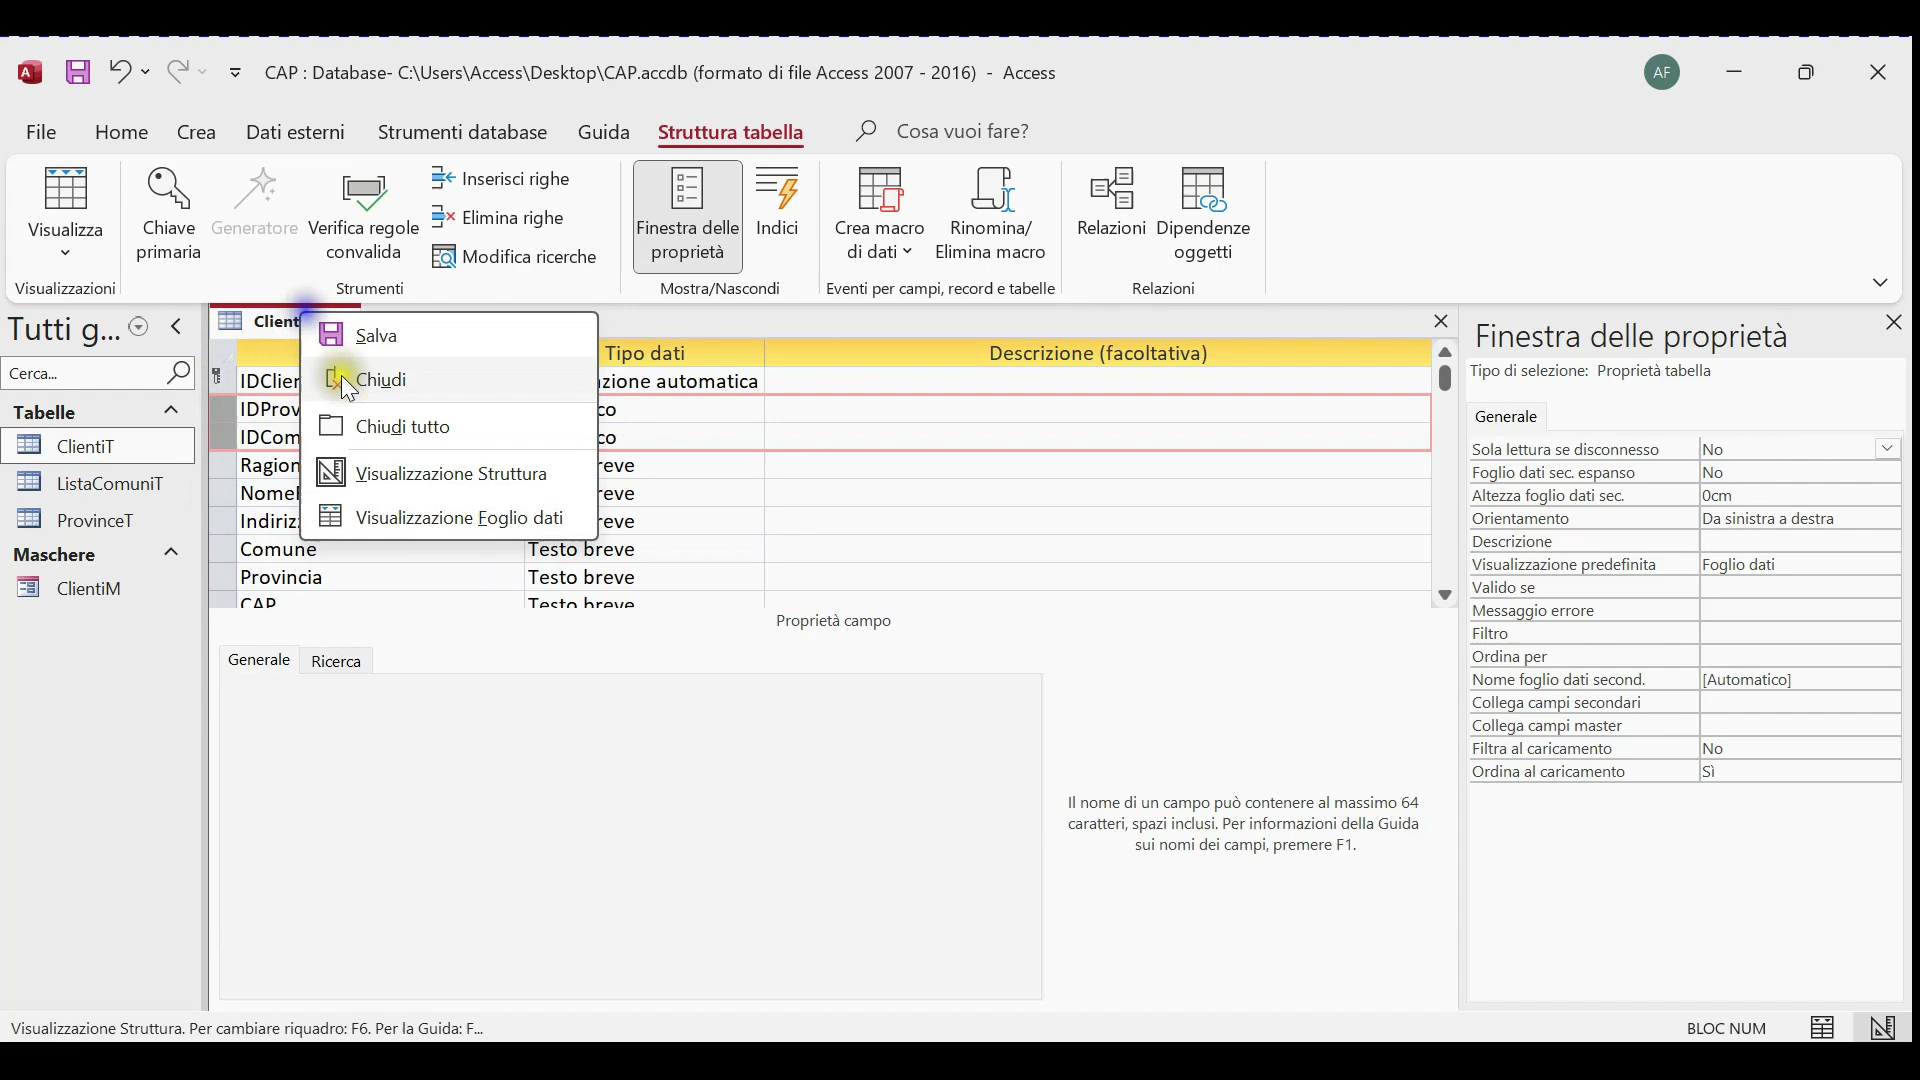 CAP : Database- C:\Users\Access\Desktop\CAP.accdb (formato di file Access 2007 - 2016) - Access
AF
File Home Crea Dati esterni Strumenti database Guida Struttura tabella Cosa vuoi fare?
Visualizza
Visualizzazioni
Chiave
primaria
Generatore
Verifica regole
convalida
Inserisci righe
Elimina righe
Modifica ricerche
Strumenti
Finestra delle
proprietà
Indici
Mostra/Nascondi
Crea macro
di dati
Rinomina/
Elimina macro
Eventi per campi, record e tabelle
Relazioni
Dipendenze
oggetti
Relazioni
Tutti g...
Cerca...
Tabelle
ClientiT
ListaComuniT
ProvinceT
Maschere
ClientiM
Client
Salva
Chiudi
Chiudi tutto
Visualizzazione Struttura
Visualizzazione Foglio dati
Tipo dati Descrizione (facoltativa)
IDClien azione automatica
IDProv co
IDCom co
Ragion reve
Nome reve
Indiriz reve
Comune Testo breve
Provincia Testo breve
CAP Testo breve
Proprietà campo
Generale Ricerca
Il nome di un campo può contenere al massimo 64
caratteri, spazi inclusi. Per informazioni della Guida
sui nomi dei campi, premere F1.
Finestra delle proprietà
Tipo di selezione: Proprietà tabella
Generale
Sola lettura se disconnesso No
Foglio dati sec. espanso No
Altezza foglio dati sec. 0cm
Orientamento Da sinistra a destra
Descrizione
Visualizzazione predefinita Foglio dati
Valido se
Messaggio errore
Filtro
Ordina per
Nome foglio dati second. [Automatico]
Collega campi secondari
Collega campi master
Filtra al caricamento No
Ordina al caricamento Sì
Visualizzazione Struttura. Per cambiare riquadro: F6. Per la Guida: F...
BLOC NUM